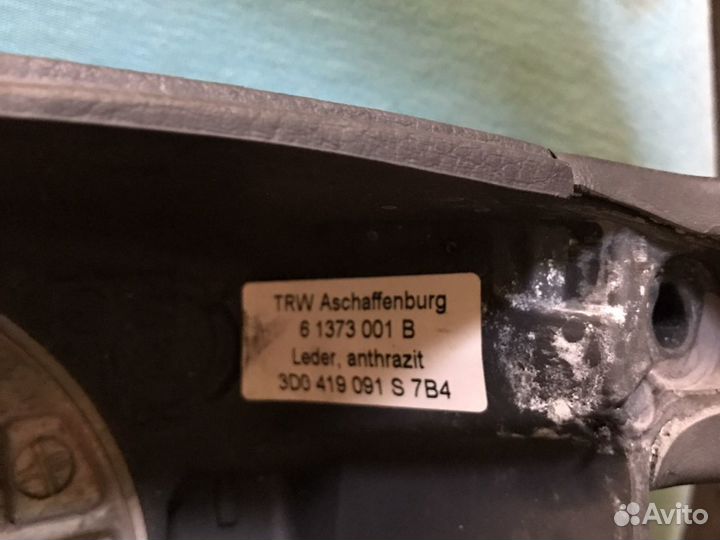 TRW Aschaffenburg
6 1373 001 B
Leder, anthrazit
3D0 419 091 S 7B4
Avito